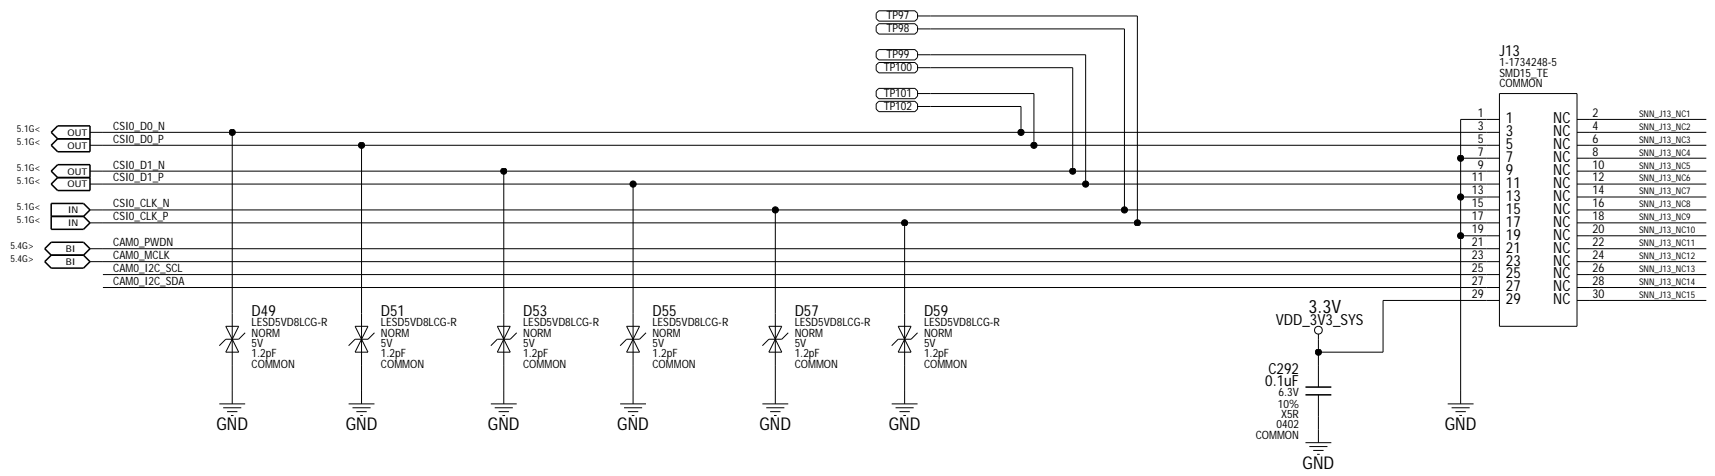 TP97
TP98
TP99
TP100
TP101
TP102
J13
1-1734248-5
SMD15_TE
COMMON
5.1G< OUT CSI0_D0_N
5.1G< OUT CSI0_D0_P
5.1G< OUT CSI0_D1_N
5.1G< OUT CSI0_D1_P
5.1G< IN CSI0_CLK_N
5.1G< IN CSI0_CLK_P
5.4G> BI CAM0_PWDN
5.4G> BI CAM0_MCLK
CAM0_I2C_SCL
CAM0_I2C_SDA
1 1 NC 2 SNN_J13_NC1
3 3 NC 4 SNN_J13_NC2
5 5 NC 6 SNN_J13_NC3
7 7 NC 8 SNN_J13_NC4
9 9 NC 10 SNN_J13_NC5
11 11 NC 12 SNN_J13_NC6
13 13 NC 14 SNN_J13_NC7
15 15 NC 16 SNN_J13_NC8
17 17 NC 18 SNN_J13_NC9
19 19 NC 20 SNN_J13_NC10
21 21 NC 22 SNN_J13_NC11
23 23 NC 24 SNN_J13_NC12
25 25 NC 26 SNN_J13_NC13
27 27 NC 28 SNN_J13_NC14
29 29 NC 30 SNN_J13_NC15
D49
LESD5VD8LCG-R
NORM
5V
1.2pF
COMMON
GND
D51
LESD5VD8LCG-R
NORM
5V
1.2pF
COMMON
GND
D53
LESD5VD8LCG-R
NORM
5V
1.2pF
COMMON
GND
D55
LESD5VD8LCG-R
NORM
5V
1.2pF
COMMON
GND
D57
LESD5VD8LCG-R
NORM
5V
1.2pF
COMMON
GND
D59
LESD5VD8LCG-R
NORM
5V
1.2pF
COMMON
GND
3.3V
VDD_3V3_SYS
C292
0.1uF
6.3V
10%
X5R
0402
COMMON
GND
GND